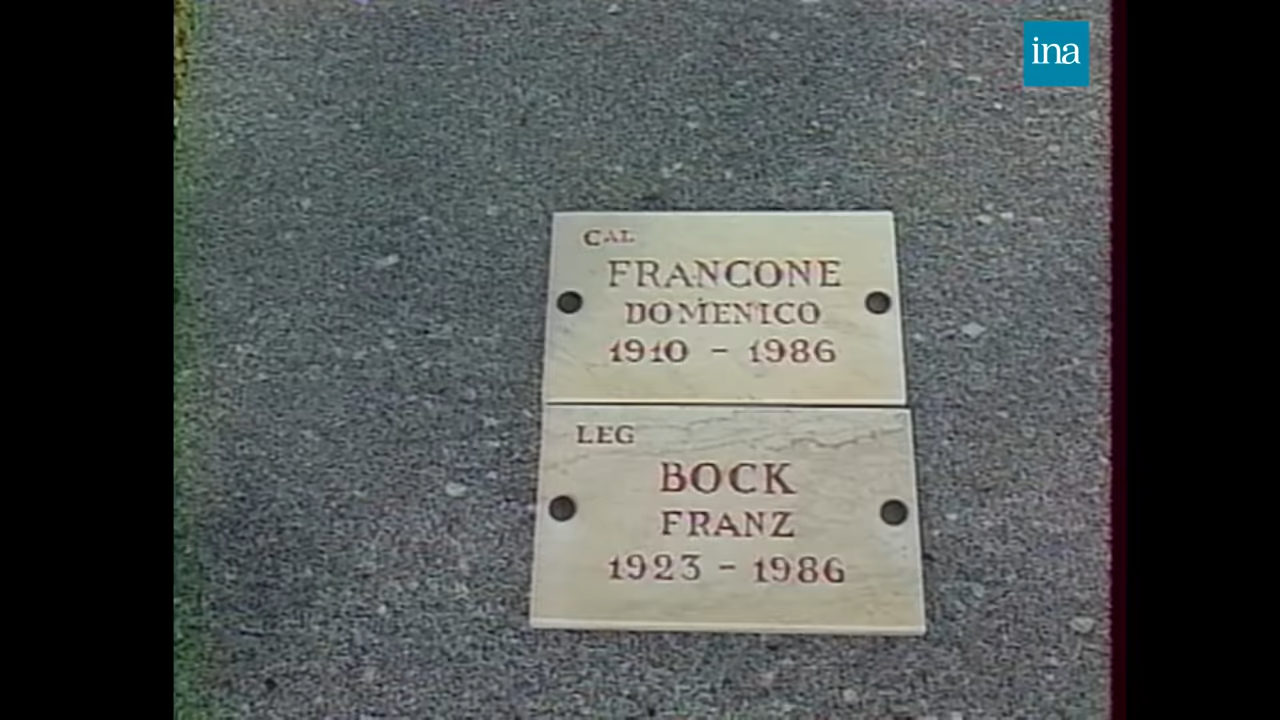 ina
CAL
FRANCONE
DOMENICO
1910 - 1986
LEG
BOCK
FRANZ
1923 - 1986